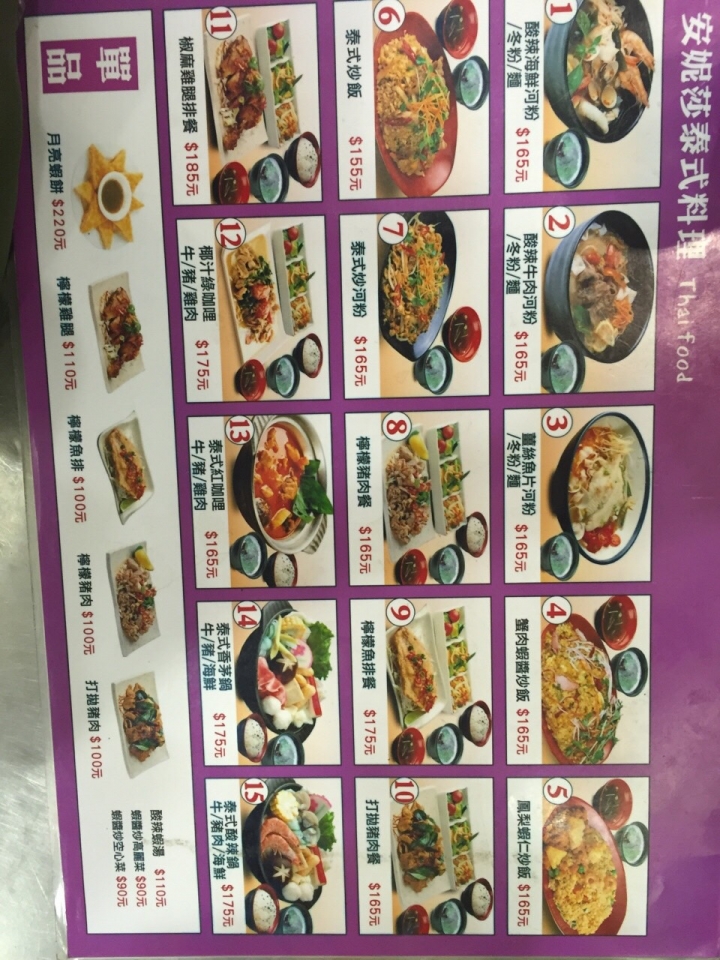 安妮莎泰式料理 Thai food
1
酸辣海鮮河粉
/冬粉/麵 $165元
2
酸辣牛肉河粉
/冬粉/麵 $165元
3
薑絲魚片河粉
/冬粉/麵 $165元
4
蟹肉蝦醬炒飯 $165元
5
鳳梨蝦仁炒飯 $165元
6
泰式炒飯 $155元
7
泰式炒河粉 $165元
8
檸檬豬肉餐 $165元
9
檸檬魚排餐 $175元
10
打拋豬肉餐 $165元
11
椒麻雞腿排餐 $185元
12
椰汁綠咖哩
牛/豬/雞肉 $175元
13
泰式紅咖哩
牛/豬/雞肉 $165元
14
泰式香茅鍋
牛/豬/海鮮 $175元
15
泰式酸辣鍋
牛/豬肉/海鮮 $175元
單品
月亮蝦餅 $220元
檸檬雞腿 $110元
檸檬魚排 $100元
檸檬豬肉 $100元
打拋豬肉 $100元
酸辣蝦湯 $110元
蝦醬炒高麗菜 $90元
蝦醬炒空心菜 $90元